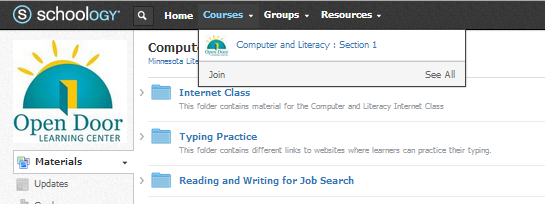 S schoology® Home Courses Groups Resources
Computer and Literacy : Section 1
Join See All
Comput
Minnesota Lite
Internet Class
This folder contains material for the Computer and Literacy Internet Class
Typing Practice
This folder contains different links to websites where learners can practice their typing.
Reading and Writing for Job Search
Open Door
LEARNING CENTER
Materials
Updates